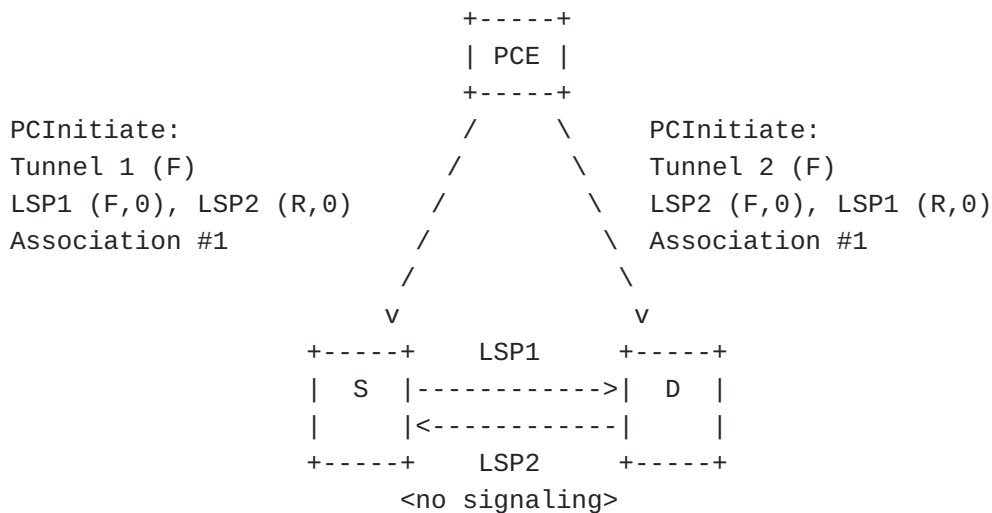 +-----+
| PCE |
+-----+
PCInitiate:                  /     \     PCInitiate:
Tunnel 1 (F)                /       \    Tunnel 2 (F)
LSP1 (F,0), LSP2 (R,0)     /         \   LSP2 (F,0), LSP1 (R,0)
Association #1            /           \  Association #1
/             \
v               v
+-----+    LSP1     +-----+
|  S  |------------>|  D  |
|     |<------------|     |
+-----+    LSP2     +-----+
<no signaling>